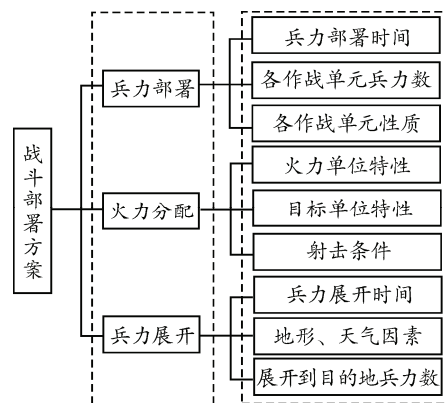 战斗部署方案
兵力部署
兵力部署时间
各作战单元兵力数
各作战单元性质
火力分配
火力单位特性
目标单位特性
射击条件
兵力展开
兵力展开时间
地形、天气因素
展开到目的地兵力数